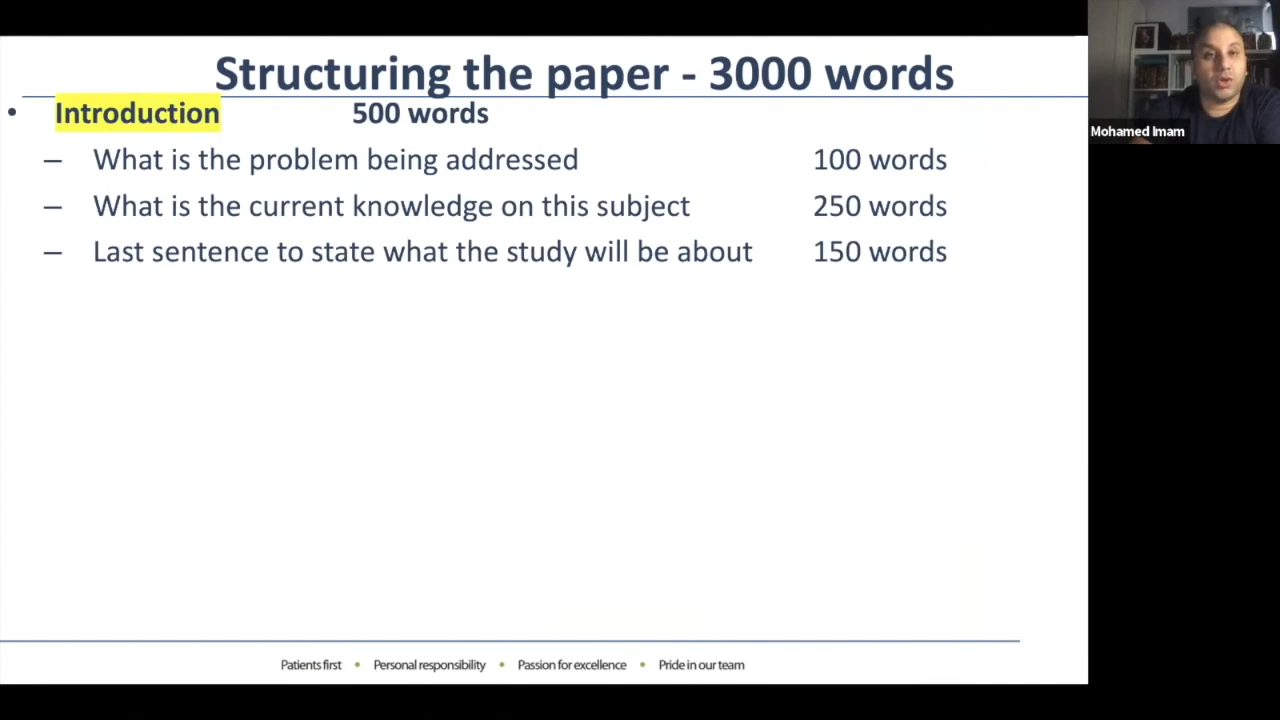 Structuring the paper - 3000 words
• Introduction 500 words
– What is the problem being addressed 100 words
– What is the current knowledge on this subject 250 words
– Last sentence to state what the study will be about 150 words
Patients first • Personal responsibility • Passion for excellence • Pride in our team
Mohamed Imam